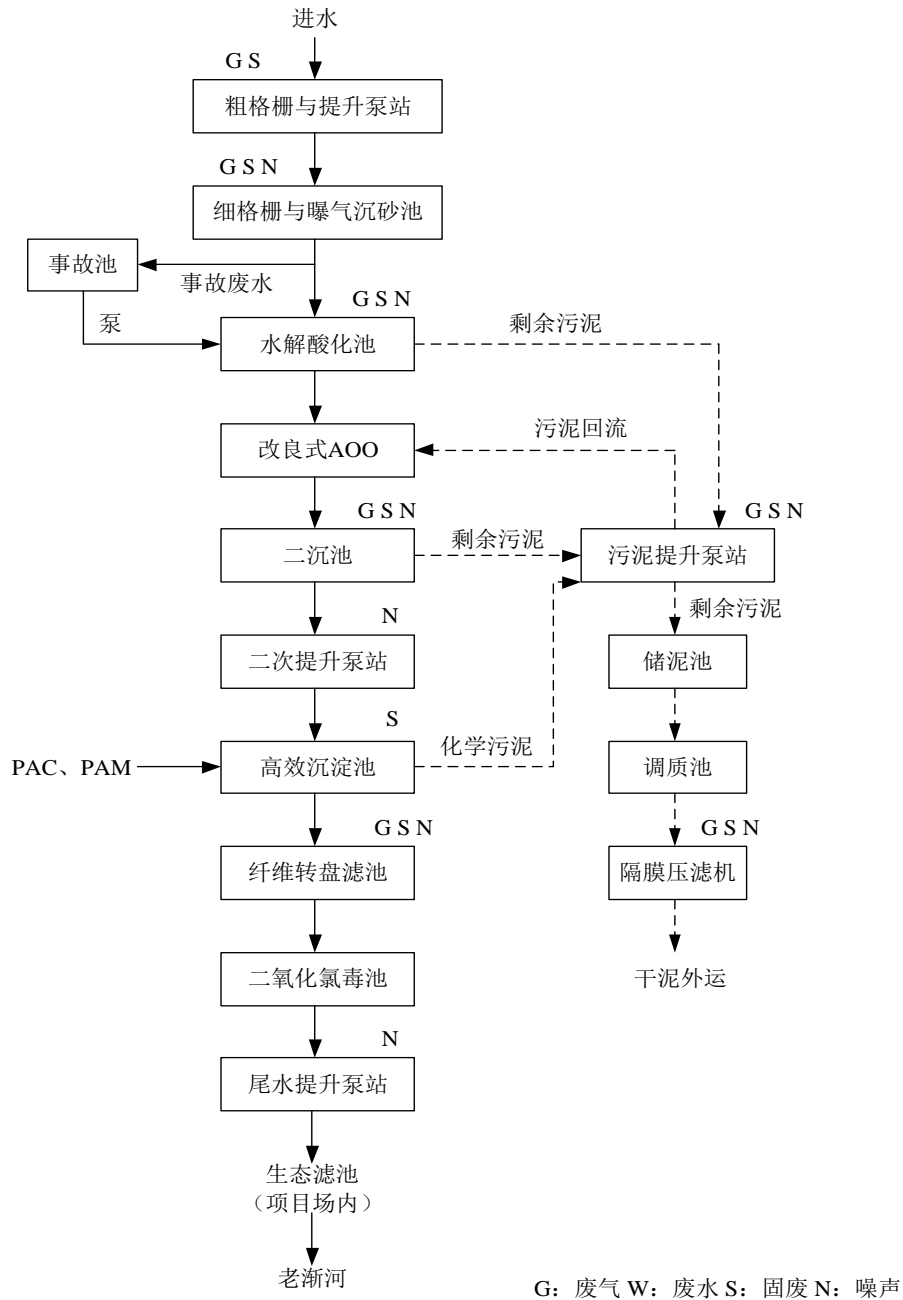 进水
G S
粗格栅与提升泵站
G S N
细格栅与曝气沉砂池
事故池
事故废水
G S N
泵
水解酸化池
剩余污泥
污泥回流
改良式AOO
G S N
G S N
二沉池
剩余污泥
污泥提升泵站
N
剩余污泥
二次提升泵站
储泥池
S
化学污泥
PAC、PAM
高效沉淀池
调质池
G S N
G S N
纤维转盘滤池
隔膜压滤机
二氧化氯毒池
干泥外运
N
尾水提升泵站
生态滤池
（项目场内）
老渐河
G：废气 W：废水 S：固废 N：噪声